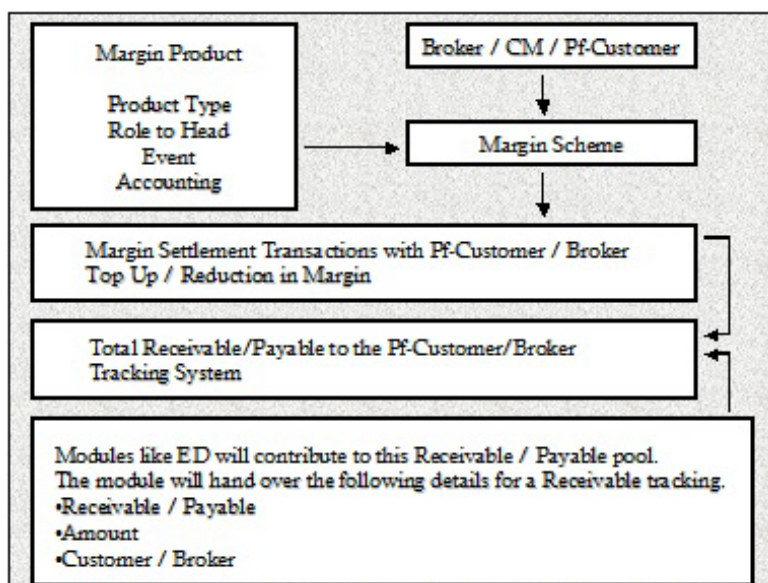 Margin Product
Product Type
Role to Head
Event
Accounting
Broker / CM / Pf-Customer
Margin Scheme
Margin Settlement Transactions with Pf-Customer / Broker
Top Up / Reduction in Margin
Total Receivable/Payable to the Pf-Customer/Broker
Tracking System
Modules like ED will contribute to this Receivable / Payable pool.
The module will hand over the following details for a Receivable tracking.
•Receivable / Payable
•Amount
•Customer / Broker